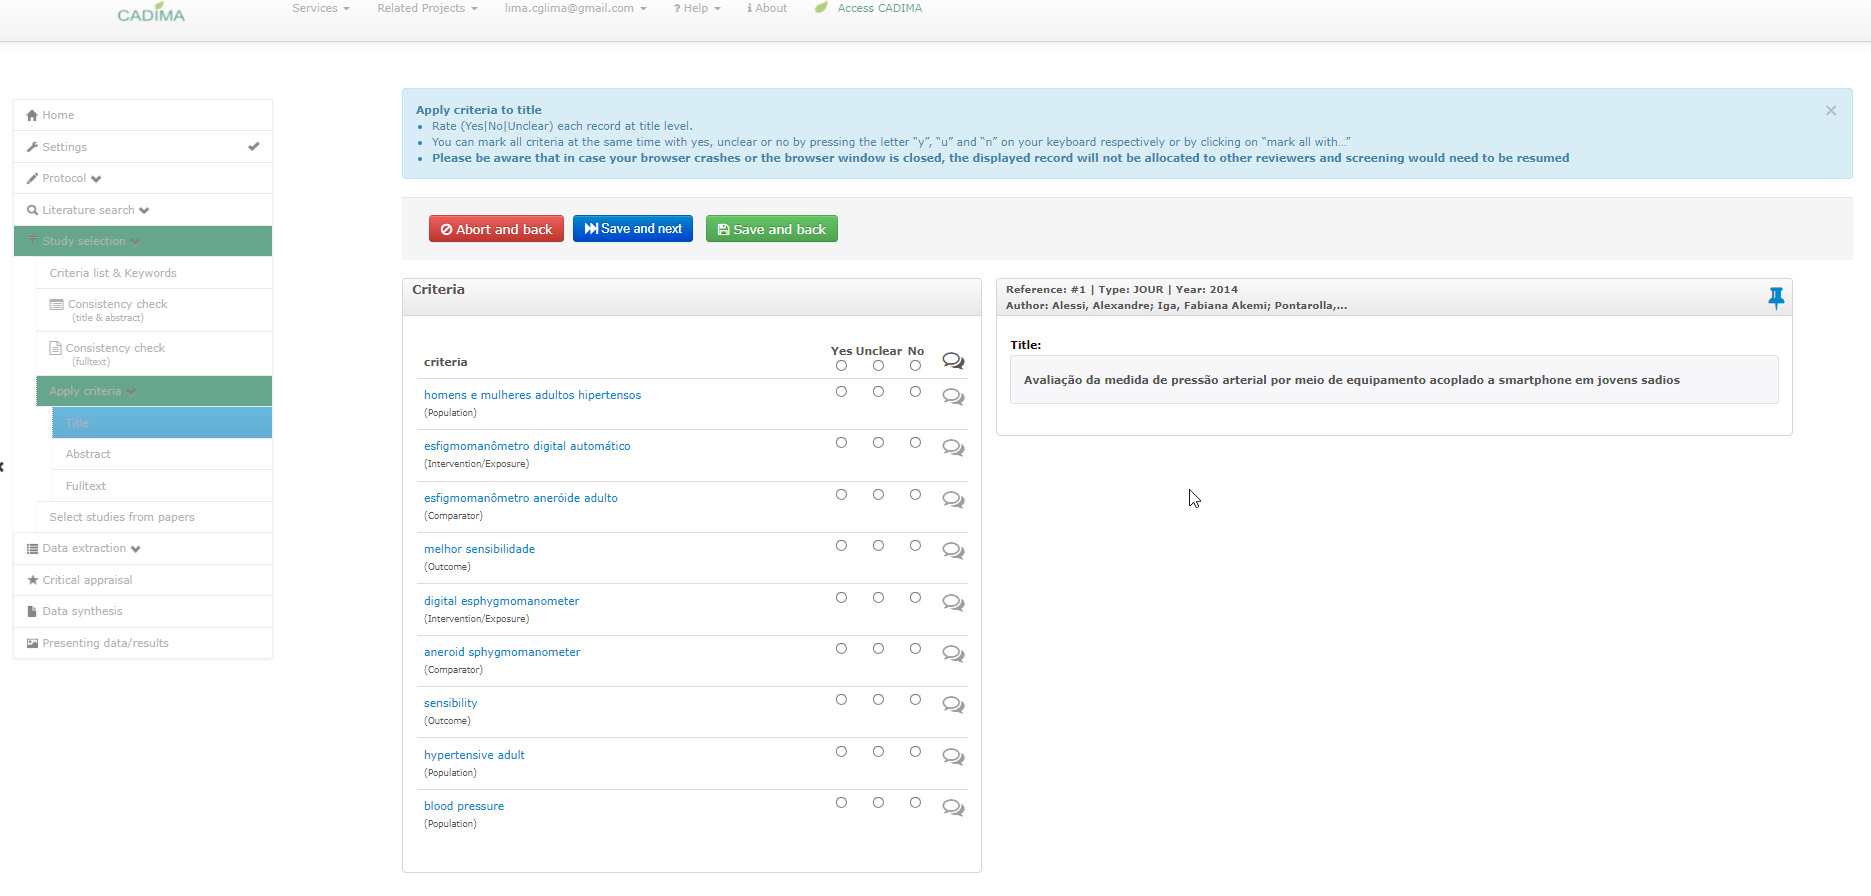 CADIMA
Services
Related Projects
lima.cglima@gmail.com
? Help
i About
Access CADIMA
Home
Settings
Protocol
Literature search
Study selection
Criteria list & Keywords
Consistency check
(title & abstract)
Consistency check
(fulltext)
Apply criteria
Title
Abstract
Fulltext
Select studies from papers
Data extraction
Critical appraisal
Data synthesis
Presenting data/results
Apply criteria to title
• Rate (Yes|No|Unclear) each record at title level.
• You can mark all criteria at the same time with yes, unclear or no by pressing the letter “y”, “u” and “n” on your keyboard respectively or by clicking on “mark all with...”
• Please be aware that in case your browser crashes or the browser window is closed, the displayed record will not be allocated to other reviewers and screening would need to be resumed
×
Abort and back
Save and next
Save and back
Criteria
criteria
Yes Unclear No
homens e mulheres adultos hipertensos
(Population)
esfigmomanômetro digital automático
(Intervention/Exposure)
esfigmomanômetro aneróide adulto
(Comparator)
melhor sensibilidade
(Outcome)
digital esphygmomanometer
(Intervention/Exposure)
aneroid sphygmomanometer
(Comparator)
sensibility
(Outcome)
hypertensive adult
(Population)
blood pressure
(Population)
Reference: #1 | Type: JOUR | Year: 2014
Author: Alessi, Alexandre; Iga, Fabiana Akemi; Pontarolla,...
Title:
Avaliação da medida de pressão arterial por meio de equipamento acoplado a smartphone em jovens sadios